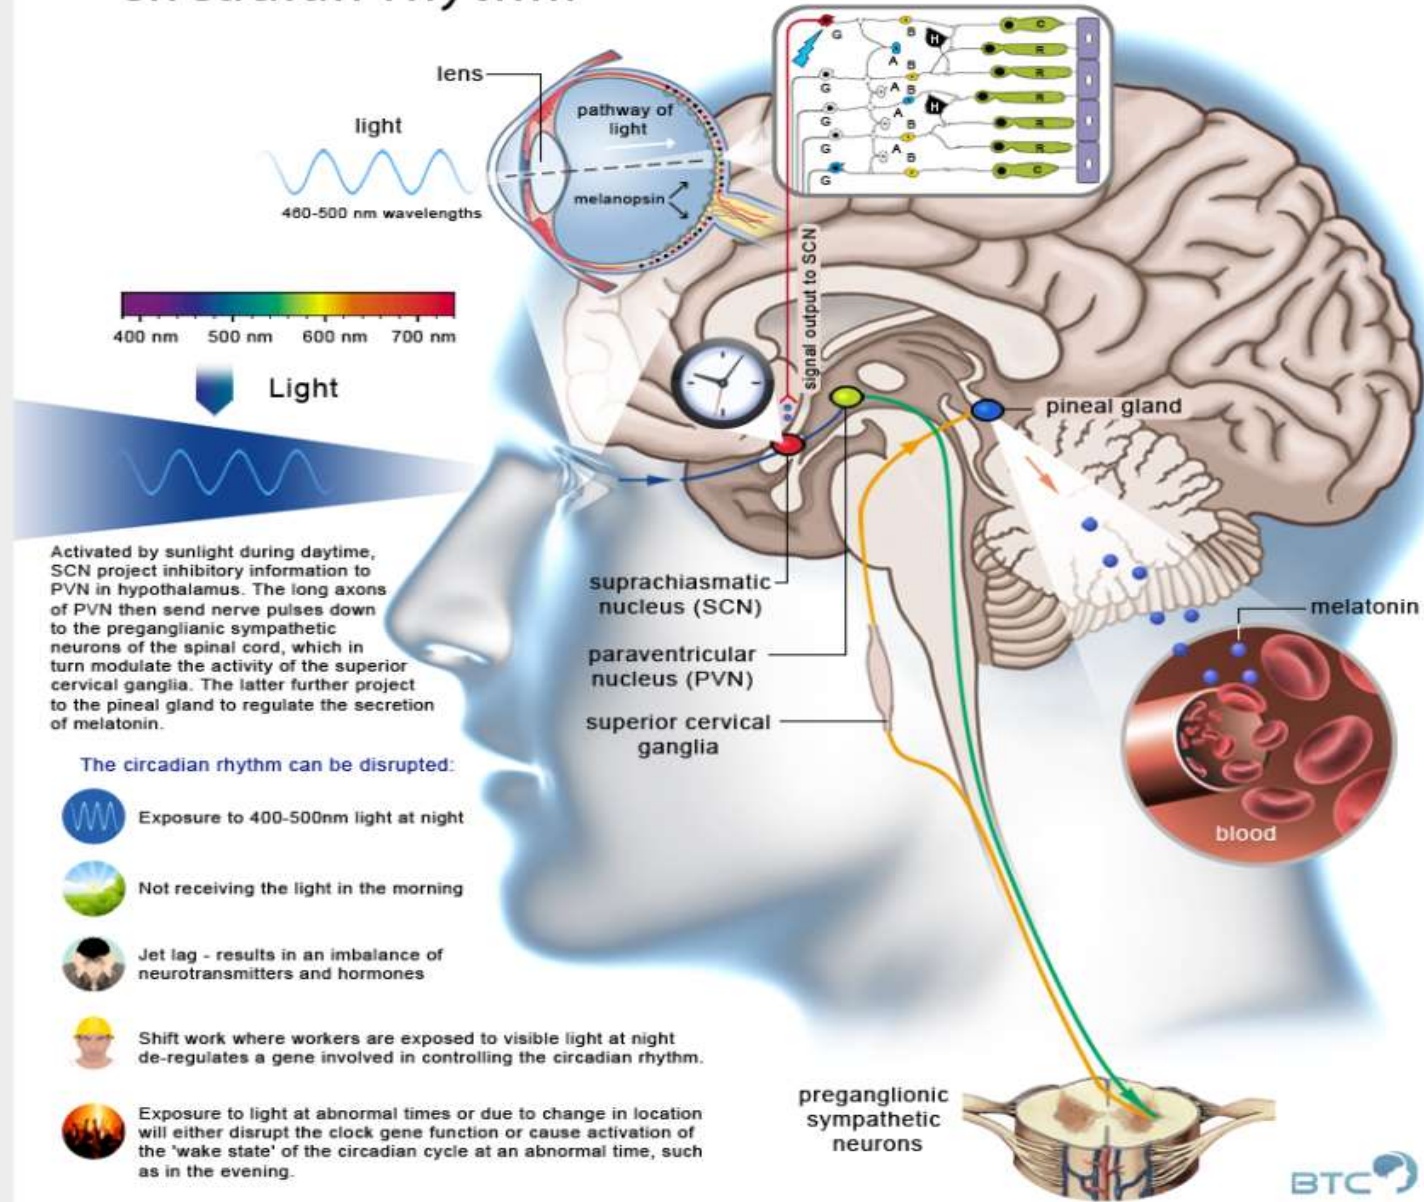 circadian rhythm
lens
light
460-500 nm wavelengths
pathway of
light
melanopsin
G
B
H
C
A
R
B
R
G
A
B
H
R
G
A
B
R
G
A
B
R
G
B
C
signal output to SCN
400 nm 500 nm 600 nm 700 nm
Light
pineal gland
suprachiasmatic
nucleus (SCN)
paraventricular
nucleus (PVN)
superior cervical
ganglia
melatonin
blood
Activated by sunlight during daytime,
SCN project inhibitory information to
PVN in hypothalamus. The long axons
of PVN then send nerve pulses down
to the preganglianic sympathetic
neurons of the spinal cord, which in
turn modulate the activity of the superior
cervical ganglia. The latter further project
to the pineal gland to regulate the secretion
of melatonin.
The circadian rhythm can be disrupted:
Exposure to 400-500nm light at night
Not receiving the light in the morning
Jet lag - results in an imbalance of
neurotransmitters and hormones
Shift work where workers are exposed to visible light at night
de-regulates a gene involved in controlling the circadian rhythm.
Exposure to light at abnormal times or due to change in location
will either disrupt the clock gene function or cause activation of
the 'wake state' of the circadian cycle at an abnormal time, such
as in the evening.
preganglionic
sympathetic
neurons
BTC